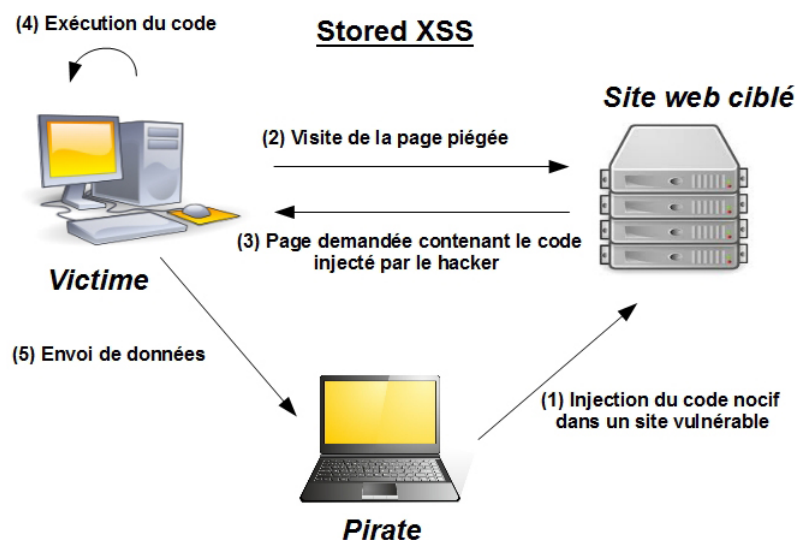 (4) Exécution du code
Stored XSS
Site web ciblé
(2) Visite de la page piégée
(3) Page demandée contenant le code
injecté par le hacker
Victime
(5) Envoi de données
(1) Injection du code nocif
dans un site vulnérable
Pirate